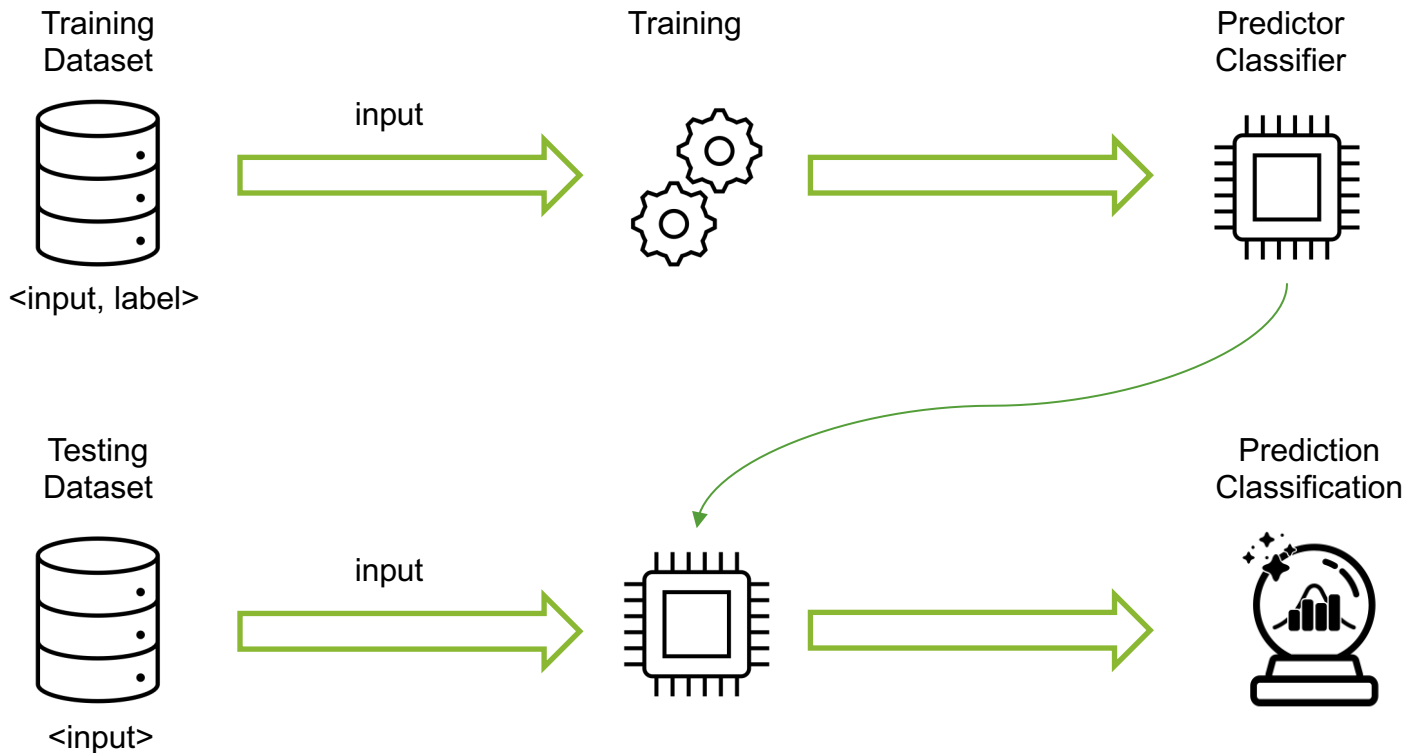 Training
Dataset
input
Training
Predictor
Classifier
<input, label>
Testing
Dataset
input
Prediction
Classification
<input>